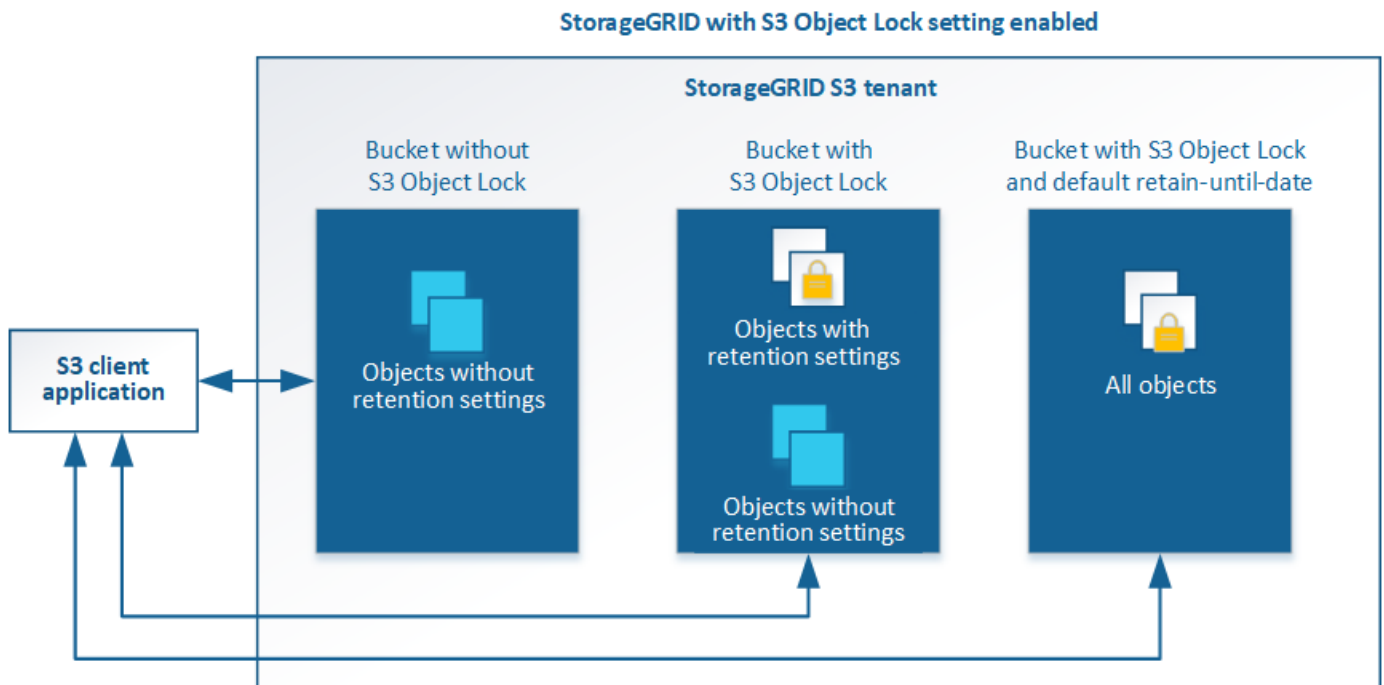 StorageGRID with S3 Object Lock setting enabled
StorageGRID S3 tenant
Bucket without
S3 Object Lock
Bucket with
S3 Object Lock
Bucket with S3 Object Lock
and default retain-until-date
S3 client
application
Objects without
retention settings
Objects with
retention settings
Objects without
retention settings
All objects